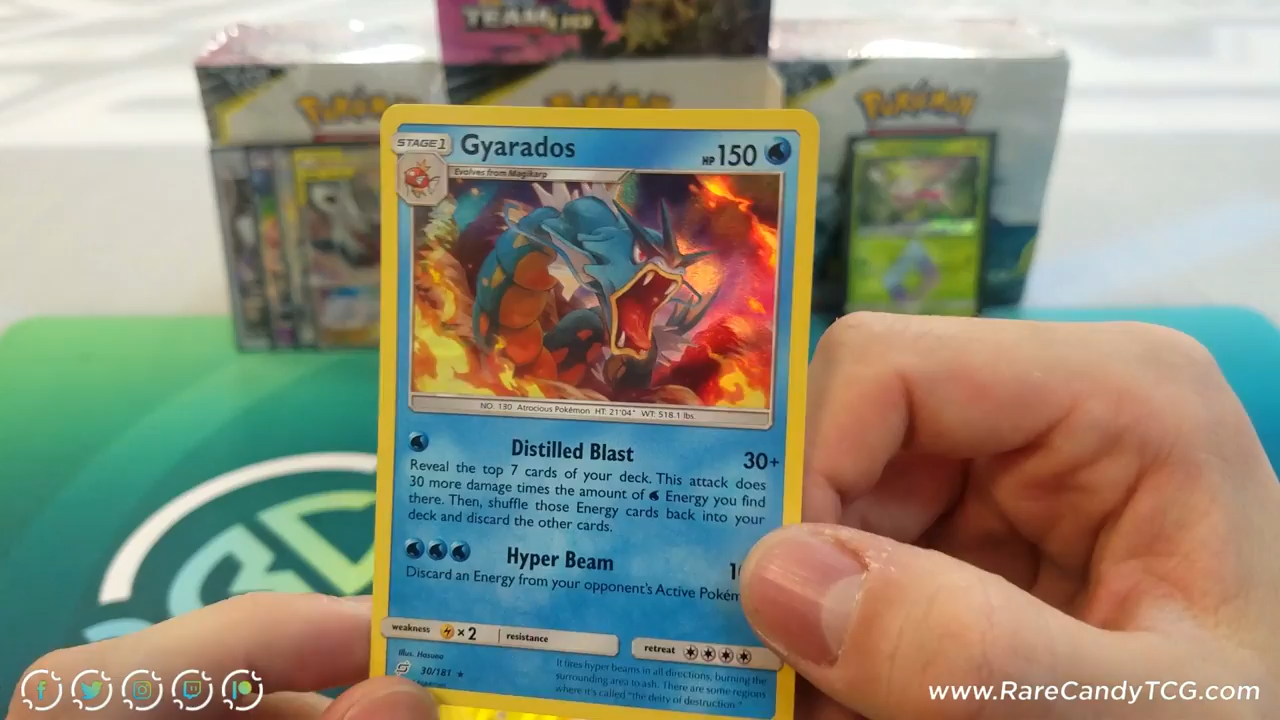 TEAM UP
Pokémon
Pokémon
STAGE 1
Gyarados
HP 150
Evolves from Magikarp
NO. 130 Atrocious Pokémon HT: 21'04" WT: 518.1 lbs.
Distilled Blast 30+
Reveal the top 7 cards of your deck. This attack does
30 more damage times the amount of Energy you find
there. Then, shuffle those Energy cards back into your
deck and discard the other cards.
Hyper Beam
Discard an Energy from your opponent's Active
weakness ×2 resistance
retreat
Illus. Hasuno
30/181
It fires hyper beams in all directions, burning the
surrounding area to ash. There are some regions
where it's called "the deity of destruction."
www.RareCandyTCG.com